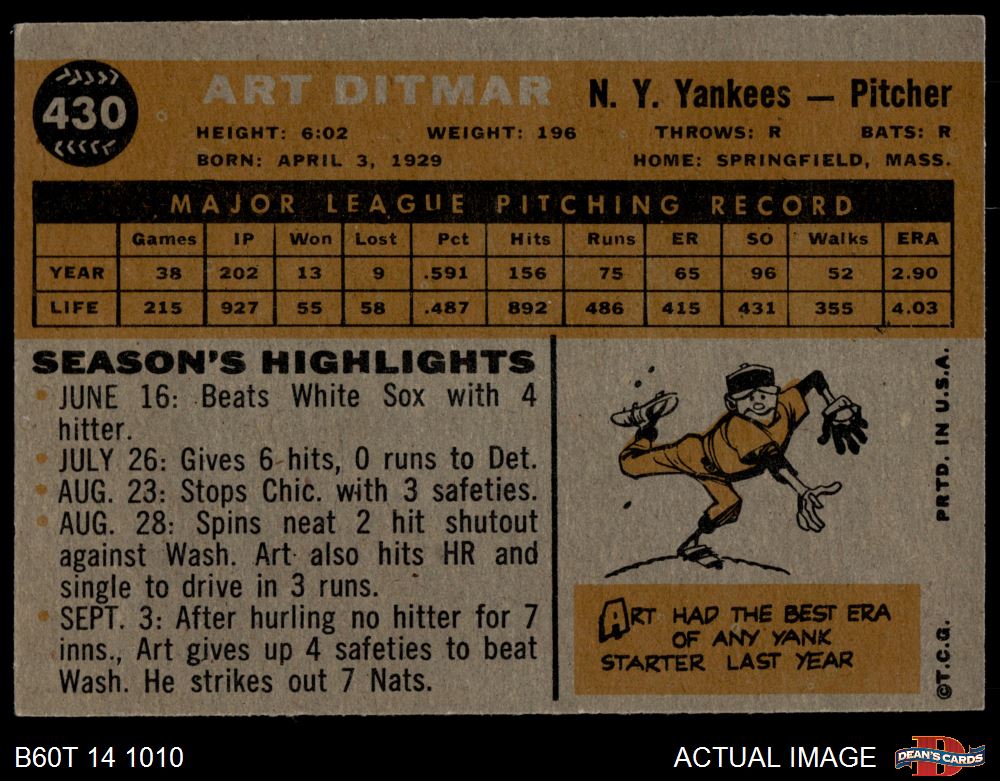 430
ART DITMAR
N. Y. Yankees — Pitcher
HEIGHT: 6:02 WEIGHT: 196 THROWS: R BATS: R
BORN: APRIL 3, 1929 HOME: SPRINGFIELD, MASS.
MAJOR LEAGUE PITCHING RECORD
Games IP Won Lost Pct Hits Runs ER SO Walks ERA
YEAR 38 202 13 9 .591 156 75 65 96 52 2.90
LIFE 215 927 55 58 .487 892 486 415 431 355 4.03
SEASON'S HIGHLIGHTS
JUNE 16: Beats White Sox with 4
hitter.
JULY 26: Gives 6 hits, 0 runs to Det.
AUG. 23: Stops Chic. with 3 safeties.
AUG. 28: Spins neat 2 hit shutout
against Wash. Art also hits HR and
single to drive in 3 runs.
SEPT. 3: After hurling no hitter for 7
inns., Art gives up 4 safeties to beat
Wash. He strikes out 7 Nats.
ART HAD THE BEST ERA
OF ANY YANK
STARTER LAST YEAR
©T.C.G. PRTD. IN U.S.A.
B60T 14 1010
ACTUAL IMAGE
D
DEAN'S CARDS